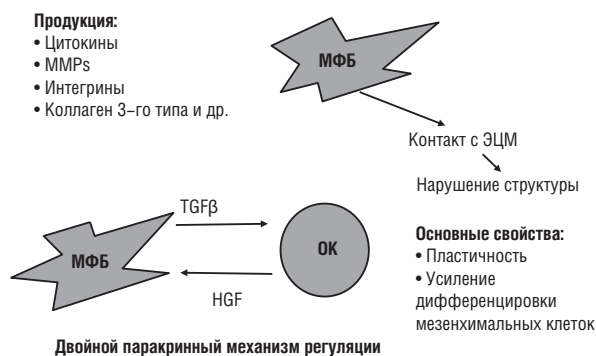 Продукция:
• Цитокины
• MMPs
• Интегрины
• Коллаген 3–го типа и др.
МФБ
Контакт с ЭЦМ
Нарушение структуры
TGFβ
МФБ
ОК
HGF
Основные свойства:
• Пластичность
• Усиление
дифференцировки
мезенхимальных клеток
Двойной паракринный механизм регуляции